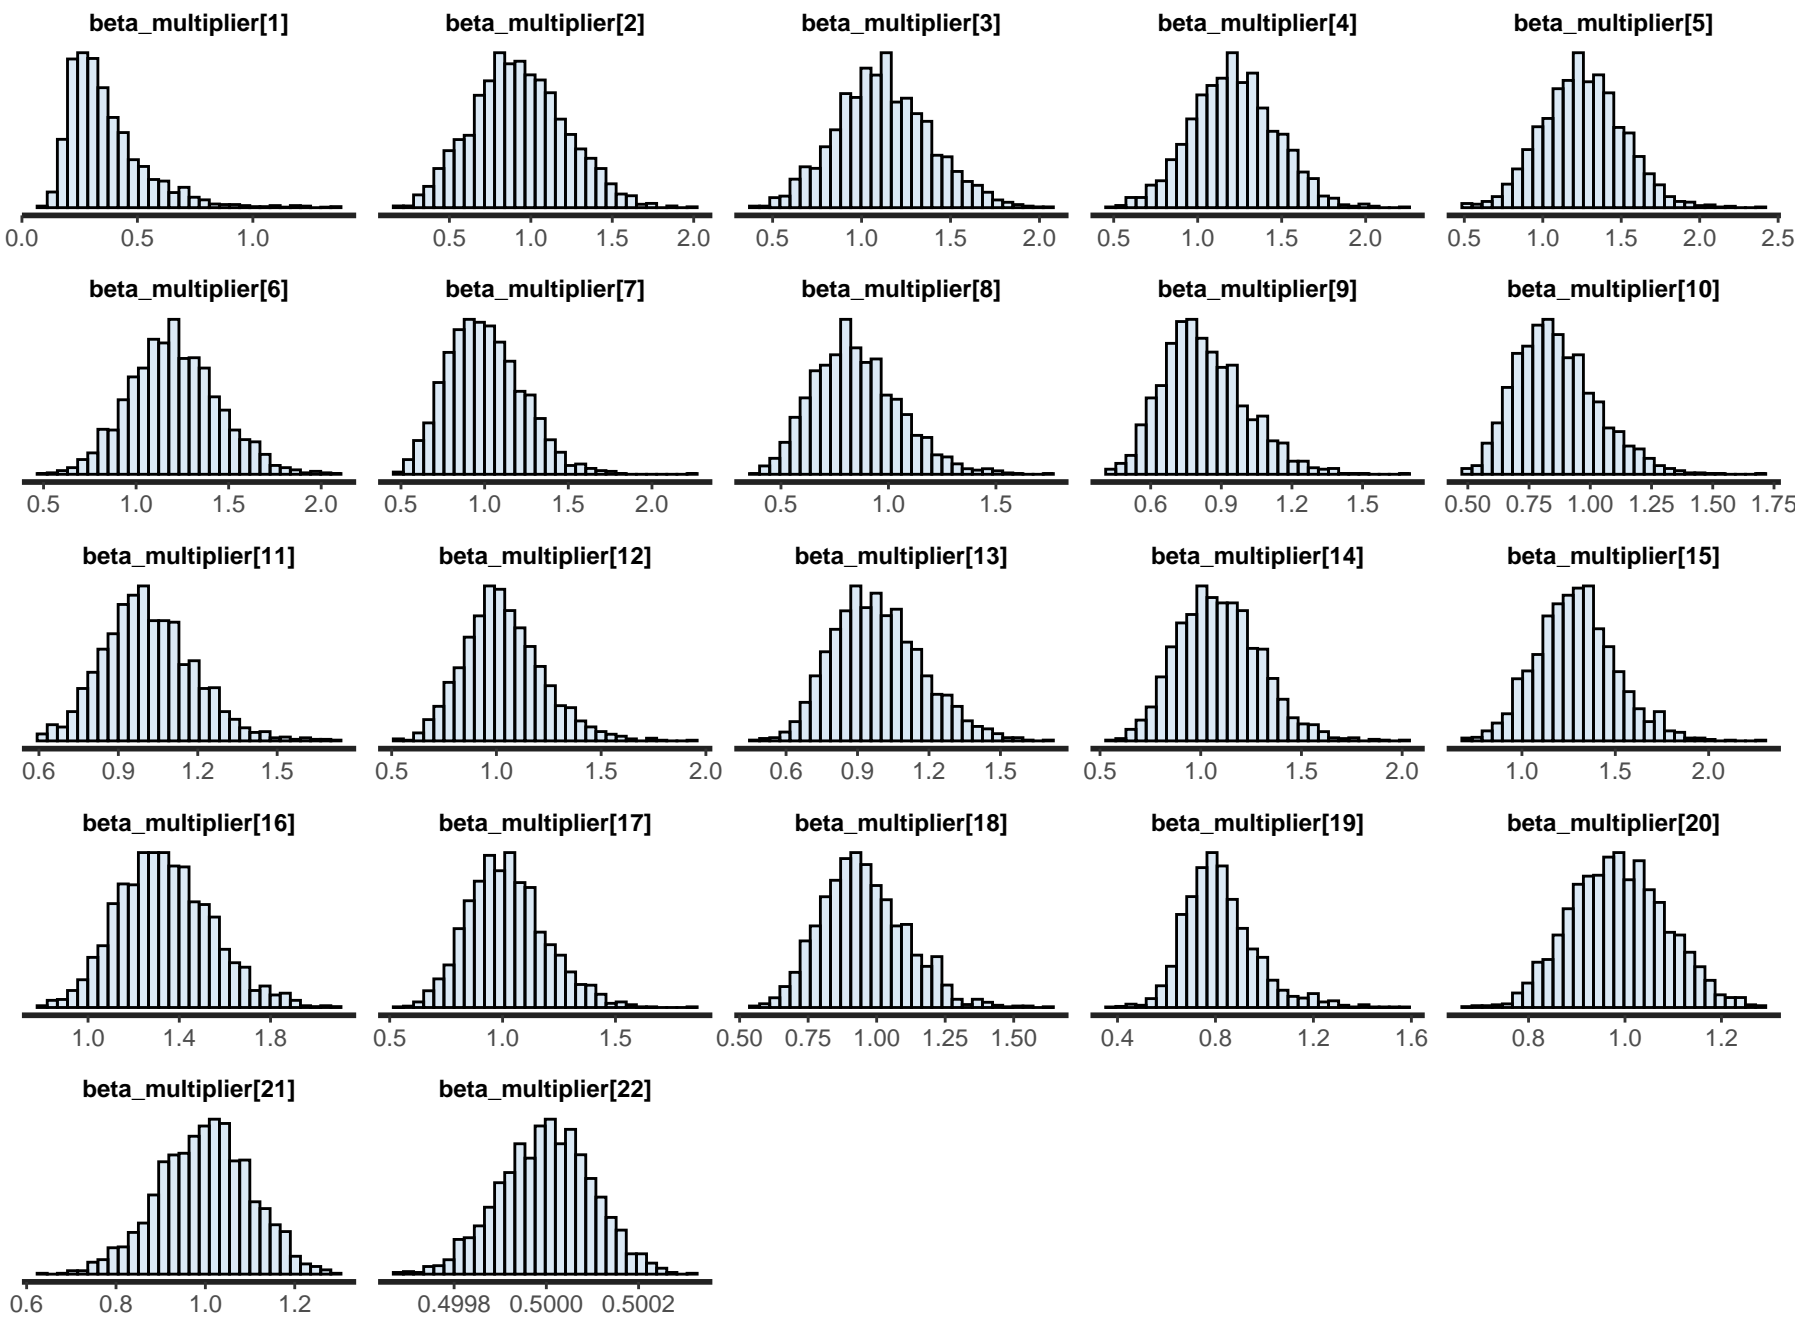 beta_multiplier[1] beta_multiplier[2] beta_multiplier[3] beta_multiplier[4] beta_multiplier[5]
0.0 0.5 1.0 0.5 1.0 1.5 2.0 0.5 1.0 1.5 2.0 0.5 1.0 1.5 2.0 0.5 1.0 1.5 2.0 2.5
beta_multiplier[6] beta_multiplier[7] beta_multiplier[8] beta_multiplier[9] beta_multiplier[10]
0.5 1.0 1.5 2.0 0.5 1.0 1.5 2.0 0.5 1.0 1.5 0.6 0.9 1.2 1.5 0.50 0.75 1.00 1.25 1.50 1.75
beta_multiplier[11] beta_multiplier[12] beta_multiplier[13] beta_multiplier[14] beta_multiplier[15]
0.6 0.9 1.2 1.5 0.5 1.0 1.5 2.0 0.6 0.9 1.2 1.5 0.5 1.0 1.5 2.0 1.0 1.5 2.0
beta_multiplier[16] beta_multiplier[17] beta_multiplier[18] beta_multiplier[19] beta_multiplier[20]
1.0 1.4 1.8 0.5 1.0 1.5 0.50 0.75 1.00 1.25 1.50 0.4 0.8 1.2 1.6 0.8 1.0 1.2
beta_multiplier[21] beta_multiplier[22]
0.6 0.8 1.0 1.2 0.4998 0.5000 0.5002